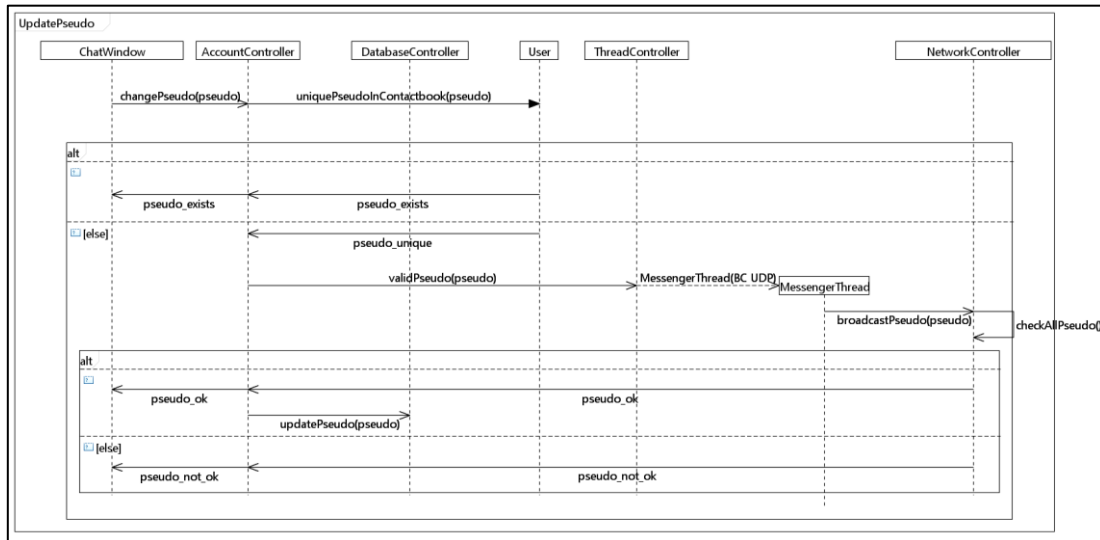 UpdatePseudo
ChatWindow AccountController DatabaseController User ThreadController NetworkController
changePseudo(pseudo) uniquePseudoInContactbook(pseudo)
alt
pseudo_exists pseudo_exists
[else]
pseudo_unique
validPseudo(pseudo) MessengerThread(BC UDP) MessengerThread
broadcastPseudo(pseudo) checkAllPseudo()
alt
pseudo_ok pseudo_ok
updatePseudo(pseudo)
[else]
pseudo_not_ok pseudo_not_ok